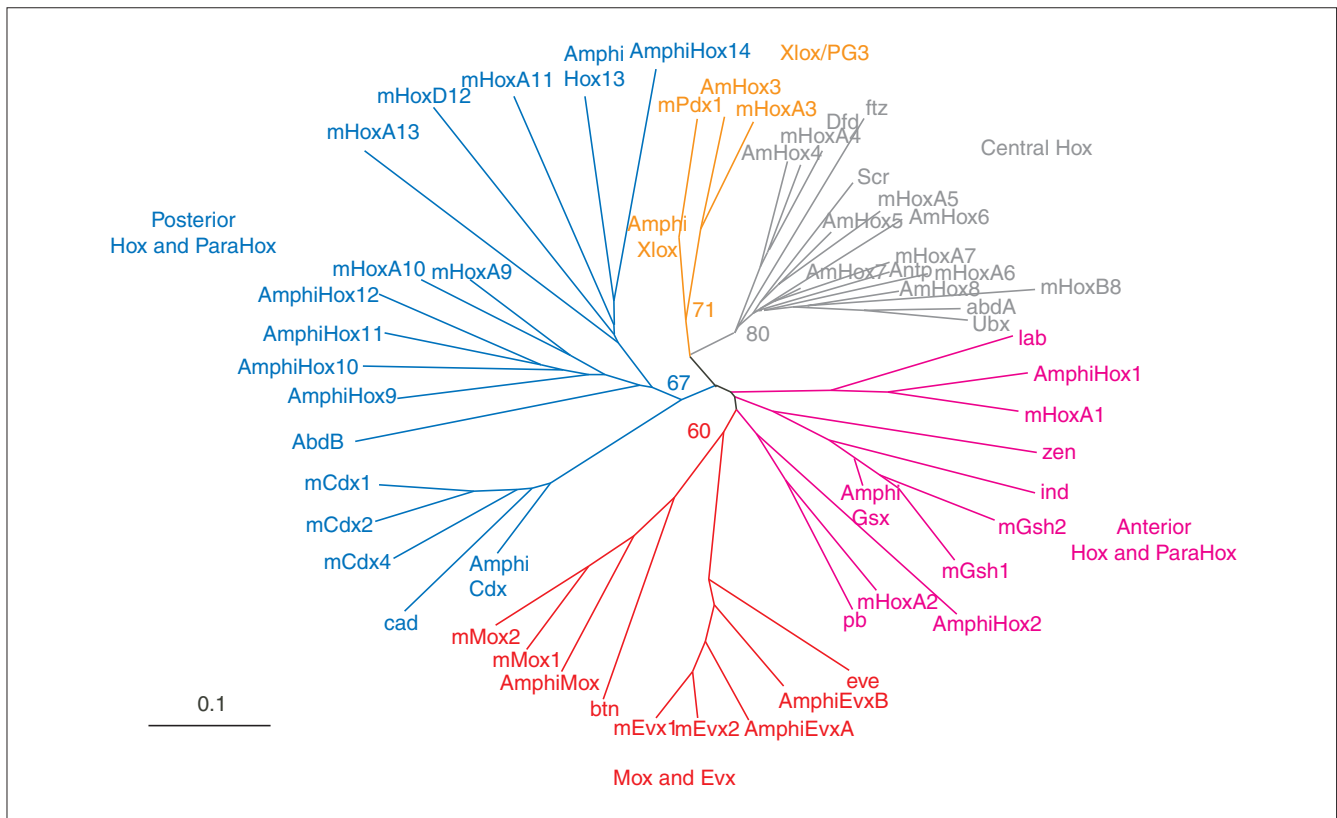 Amphi
Hox13
AmphiHox14
Xlox/PG3
mHoxA11
mHoxD12
mHoxA13
AmHox3
mPdx1
mHoxA3
Dfd
ftz
mHoxA4
AmHox4
Central Hox
Scr
mHoxA5
AmHox5
AmHox6
Posterior
Hox and ParaHox
Amphi
Xlox
mHoxA10
mHoxA9
AmphiHox12
mHoxA7
AmHox7
Antp
mHoxA6
AmHox8
mHoxB8
abdA
Ubx
71
80
AmphiHox11
lab
AmphiHox10
AmphiHox1
67
AmphiHox9
mHoxA1
60
AbdB
zen
mCdx1
ind
Amphi
Gsx
mCdx2
mGsh2
Anterior
Hox and ParaHox
mCdx4
Amphi
Cdx
mGsh1
cad
mHoxA2
pb
AmphiHox2
mMox2
mMox1
AmphiMox
btn
eve
AmphiEvxB
mEvx1
mEvx2
AmphiEvxA
0.1
Mox and Evx